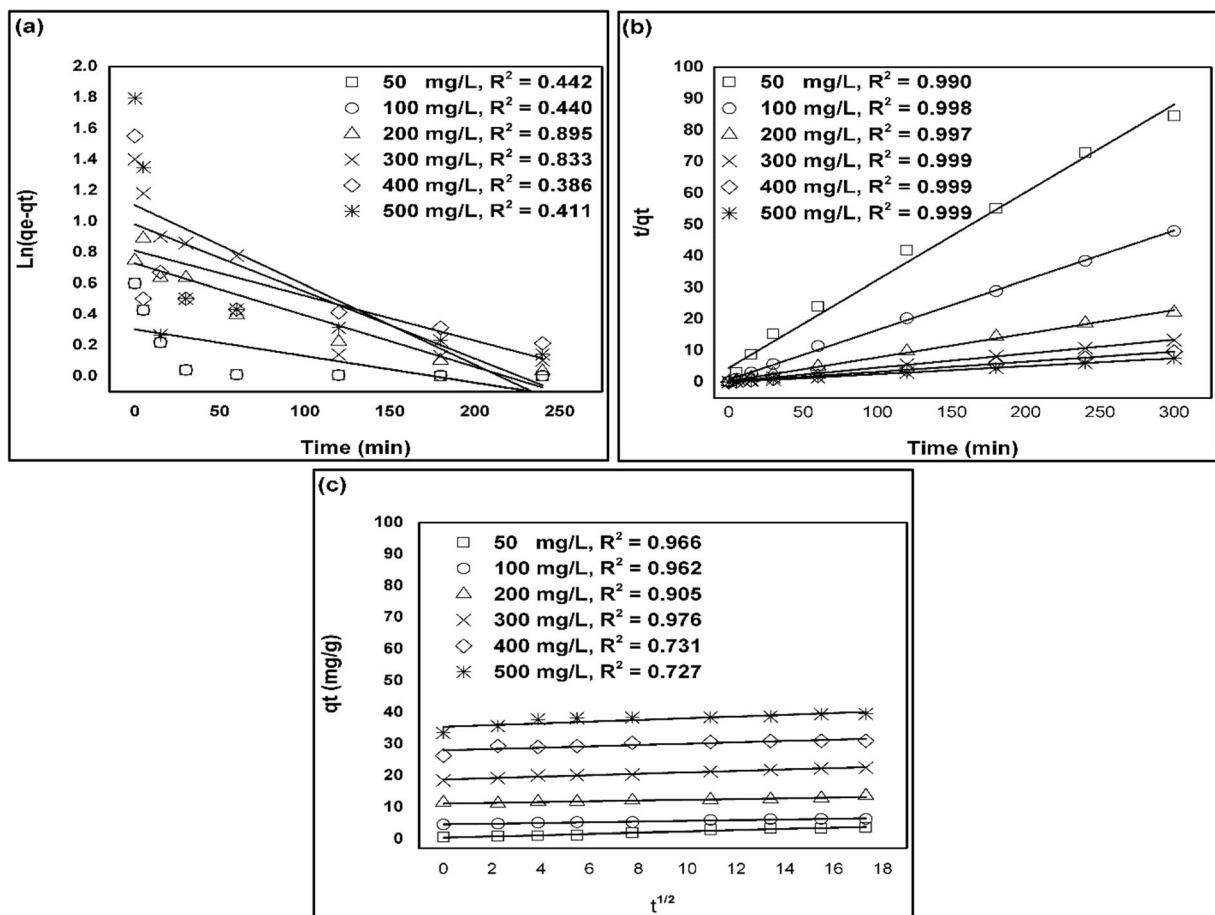 (a)
Ln(qe-qt)
2.0
1.8
1.6
1.4
1.2
1.0
0.8
0.6
0.4
0.2
0.0
50 mg/L, R² = 0.442
100 mg/L, R² = 0.440
200 mg/L, R² = 0.895
300 mg/L, R² = 0.833
400 mg/L, R² = 0.386
500 mg/L, R² = 0.411
0 50 100 150 200 250
Time (min)
(b)
t/qt
100
90
80
70
60
50
40
30
20
10
0
50 mg/L, R² = 0.990
100 mg/L, R² = 0.998
200 mg/L, R² = 0.997
300 mg/L, R² = 0.999
400 mg/L, R² = 0.999
500 mg/L, R² = 0.999
0 50 100 150 200 250 300
Time (min)
(c)
qt (mg/g)
100
90
80
70
60
50
40
30
20
10
0
50 mg/L, R² = 0.966
100 mg/L, R² = 0.962
200 mg/L, R² = 0.905
300 mg/L, R² = 0.976
400 mg/L, R² = 0.731
500 mg/L, R² = 0.727
0 2 4 6 8 10 12 14 16 18
t^1/2